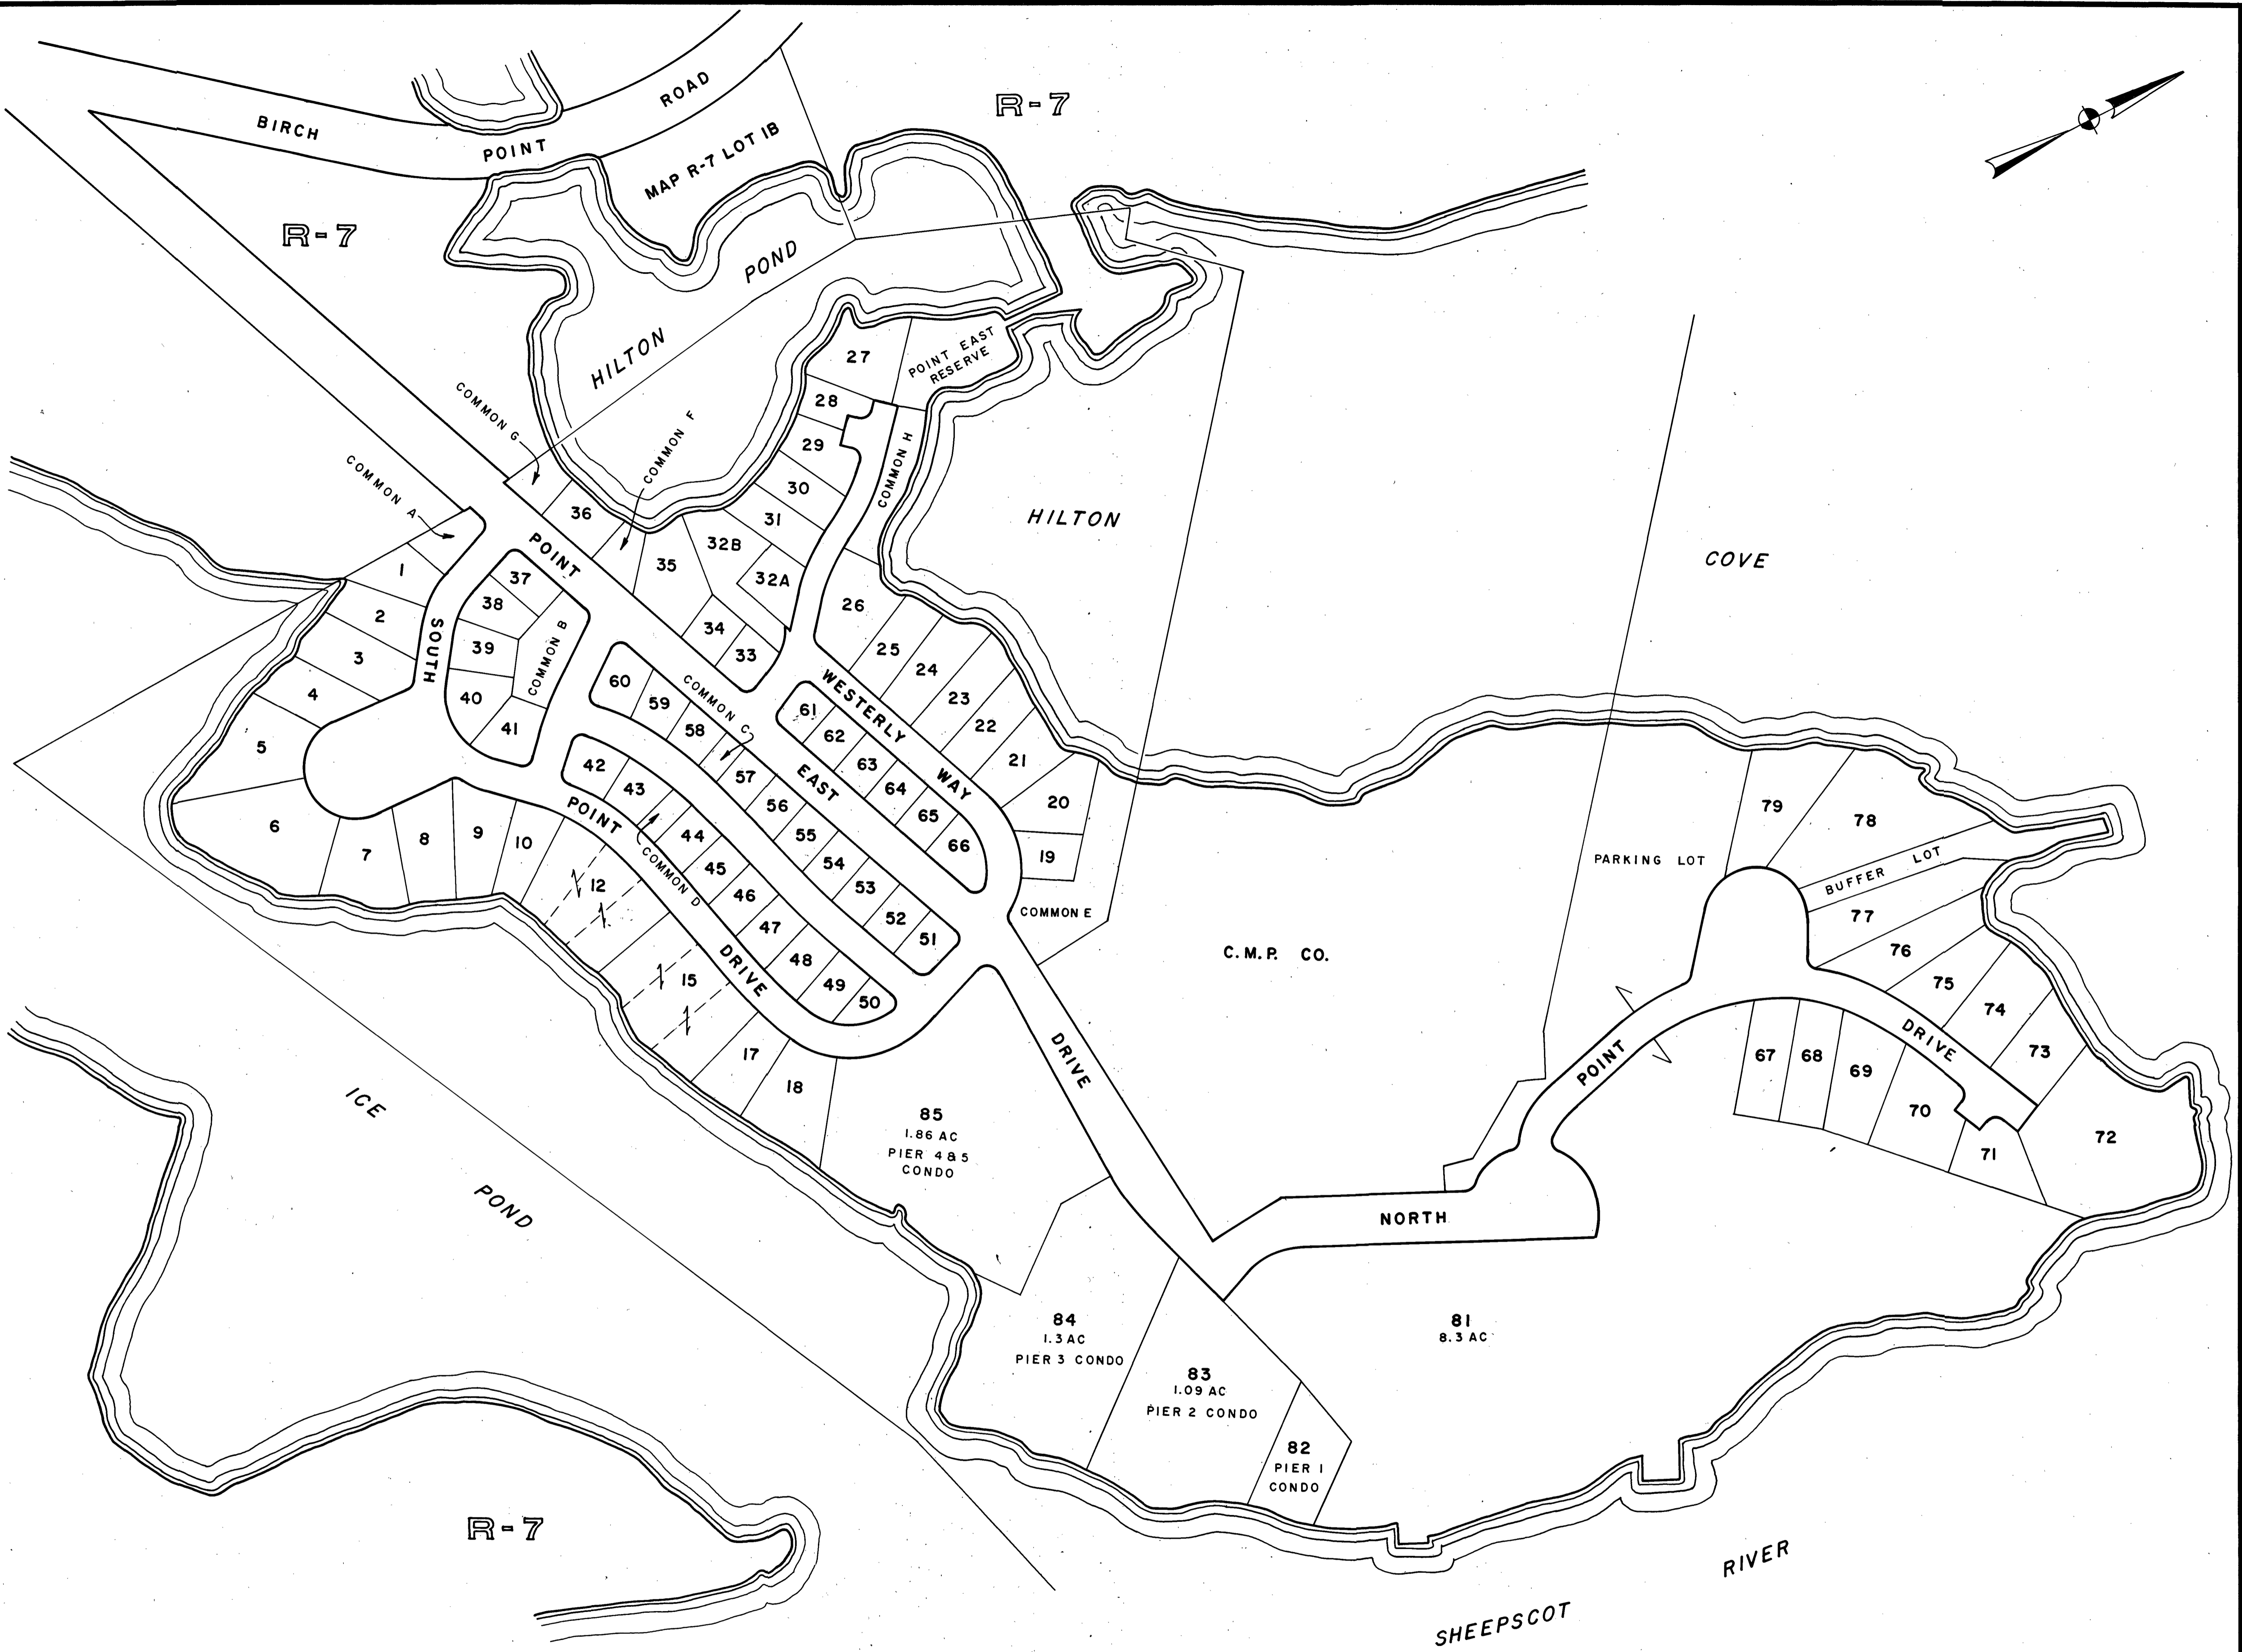 BIRCH
POINT
ROAD
MAP R-7 LOT 1B
R-7
R-7
HILTON
POND
27
POINT EAST
RESERVE
28
29
30
31
COMMON H
COMMON G
COMMON F
COMMON A
36
35
32B
32A
34
33
26
25
24
23
22
21
20
19
HILTON
COVE
POINT
EAST
DRIVE
SOUTH
POINT
DRIVE
WESTERLY
WAY
1
2
3
4
5
6
7
8
9
10
12
15
17
18
37
38
39
40
41
COMMON B
60
59
58
COMMON C
57
56
55
54
53
52
51
42
43
COMMON D
44
45
46
47
48
49
50
61
62
63
64
65
66
COMMON E
C.M.P. CO.
PARKING LOT
79
78
BUFFER LOT
77
76
75
74
73
72
71
70
69
68
67
NORTH
POINT
DRIVE
85
1.86 AC
PIER 4&5
CONDO
84
1.3 AC
PIER 3 CONDO
83
1.09 AC
PIER 2 CONDO
82
PIER 1
CONDO
81
8.3 AC
ICE
POND
R-7
SHEEPSCOT
RIVER